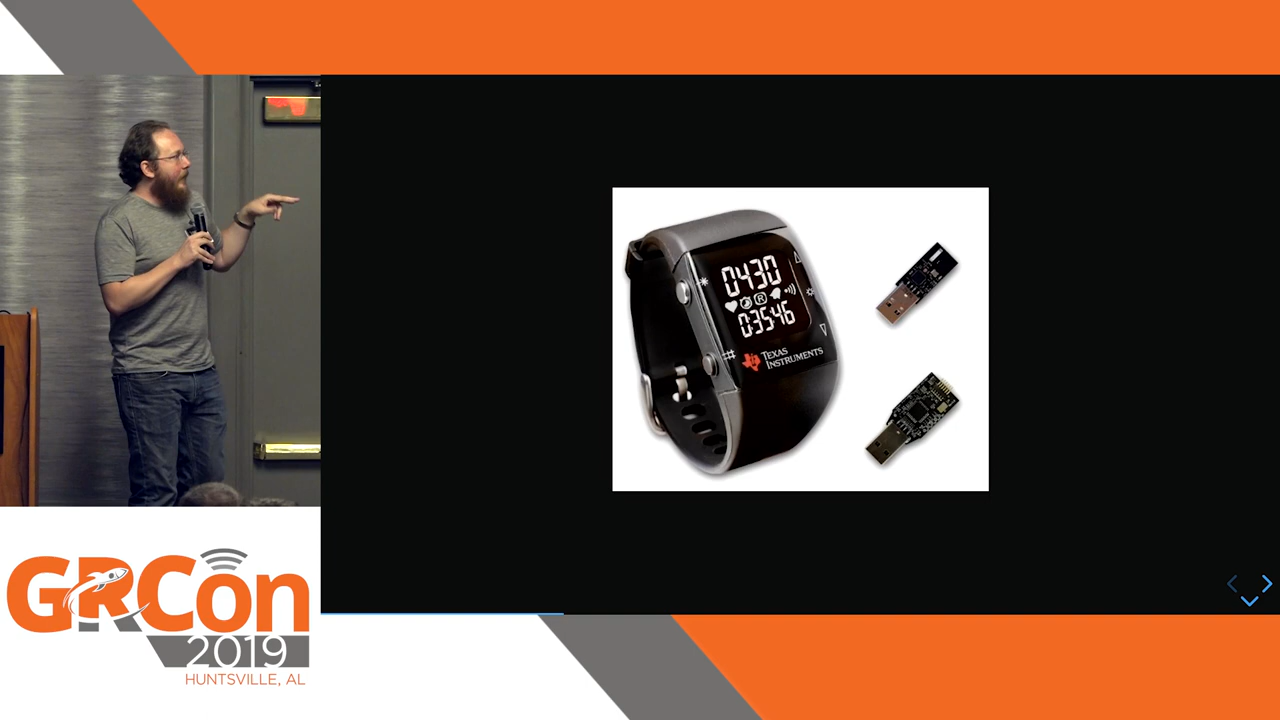 0430
03546
TEXAS
INSTRUMENTS
GRCon
2019
HUNTSVILLE, AL